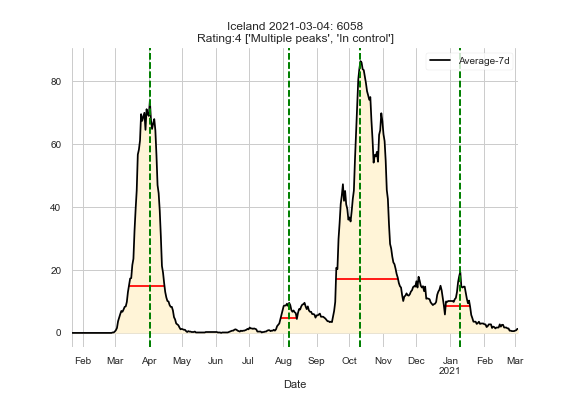 Iceland 2021-03-04: 6058
Rating:4 ['Multiple peaks', 'In control']
Average-7d
80
60
40
20
0
Feb Mar Apr May Jun Jul Aug Sep Oct Nov Dec Jan Feb Mar
2021
Date